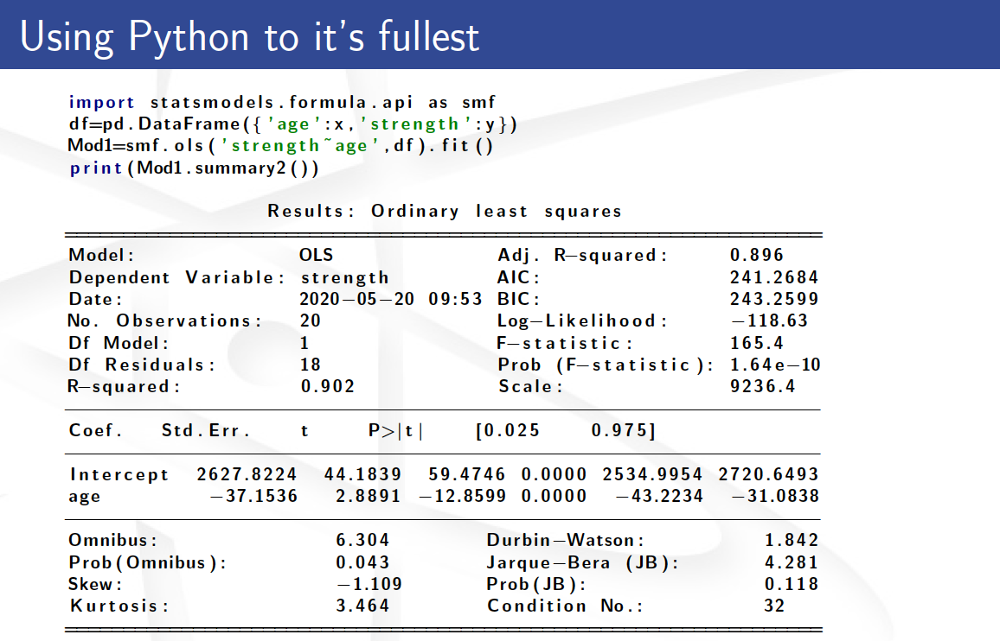 Using Python to it's fullest
import statsmodels.formula.api as smf
df=pd.DataFrame({'age':x,'strength':y})
Mod1=smf.ols('strength~age',df).fit()
print(Mod1.summary2())
Results: Ordinary least squares
Model: OLS Adj. R−squared: 0.896
Dependent Variable: strength AIC: 241.2684
Date: 2020−05−20 09:53 BIC: 243.2599
No. Observations: 20 Log−Likelihood: −118.63
Df Model: 1 F−statistic: 165.4
Df Residuals: 18 Prob (F−statistic): 1.64e−10
R−squared: 0.902 Scale: 9236.4
Coef. Std.Err. t P>|t| [0.025 0.975]
Intercept 2627.8224 44.1839 59.4746 0.0000 2534.9954 2720.6493
age −37.1536 2.8891 −12.8599 0.0000 −43.2234 −31.0838
Omnibus: 6.304 Durbin−Watson: 1.842
Prob(Omnibus): 0.043 Jarque−Bera (JB): 4.281
Skew: −1.109 Prob(JB): 0.118
Kurtosis: 3.464 Condition No.: 32